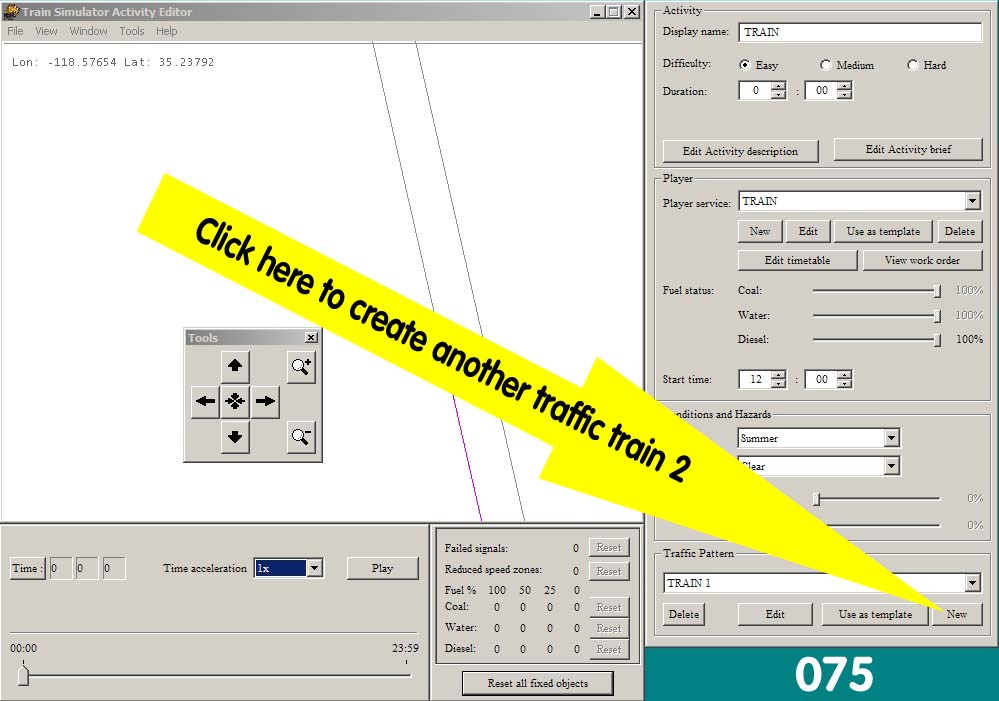 Train Simulator Activity Editor
File View Window Tools Help
Lon: -118.57654 Lat: 35.23792
Click here to create another traffic train 2
Tools
Time : 0 0 0 Time acceleration 1x Play
00:00 23:59
Failed signals: 0 Reset
Reduced speed zones: 0 Reset
Fuel % 100 50 25 0
Coal: 0 0 0 0 Reset
Water: 0 0 0 0 Reset
Diesel: 0 0 0 0 Reset
Reset all fixed objects
Activity
Display name: TRAIN
Difficulty: Easy Medium Hard
Duration: 0 : 00
Edit Activity description Edit Activity brief
Player
Player service: TRAIN
New Edit Use as template Delete
Edit timetable View work order
Fuel status: Coal: 100%
Water: 100%
Diesel: 100%
Start time: 12 : 00
nditions and Hazards
Summer
lear
0%
0%
Traffic Pattern
TRAIN 1
Delete Edit Use as template New
075